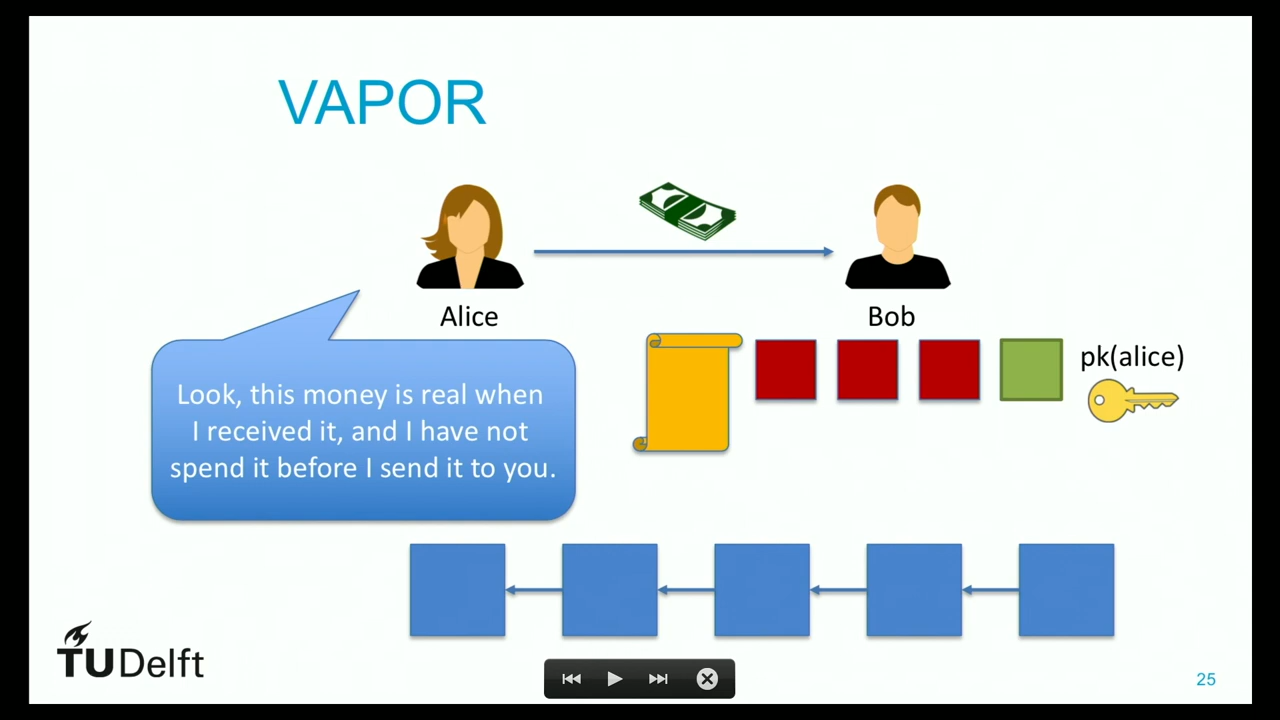 VAPOR
Alice
Bob
pk(alice)
Look, this money is real when
I received it, and I have not
spend it before I send it to you.
TUDelft
25